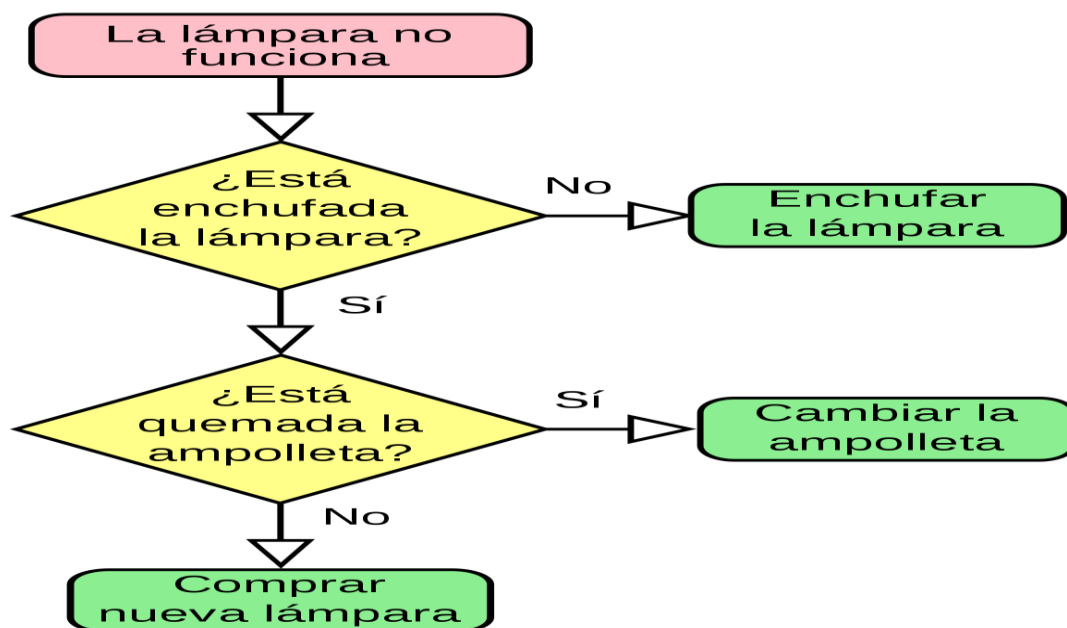 La lámpara no
funciona
¿Está
enchufada
la lámpara?
No
Enchufar
la lámpara
Sí
¿Está
quemada la
ampolleta?
Sí
Cambiar la
ampolleta
No
Comprar
nueva lámpara